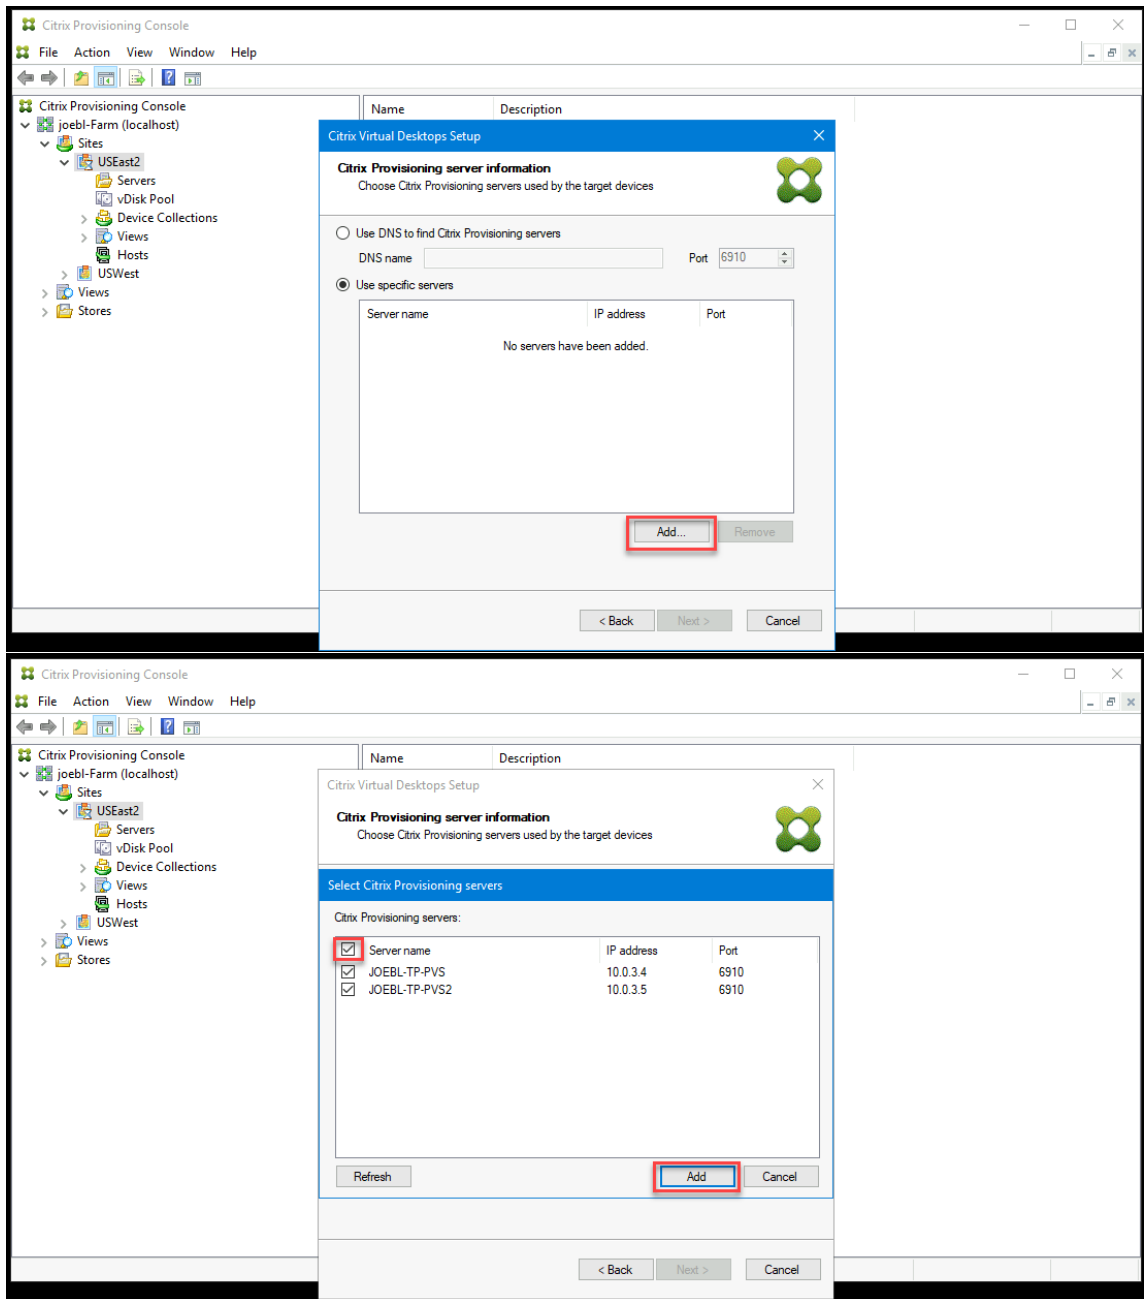 Citrix Provisioning Console
File Action View Window Help
Citrix Provisioning Console
joebl-Farm (localhost)
Sites
USEast2
Servers
vDisk Pool
Device Collections
Views
Hosts
USWest
Views
Stores
Name Description
Citrix Virtual Desktops Setup
Citrix Provisioning server information
Choose Citrix Provisioning servers used by the target devices
Use DNS to find Citrix Provisioning servers
DNS name Port 6910
Use specific servers
Server name IP address Port
No servers have been added.
Add... Remove
< Back Next > Cancel
Citrix Provisioning Console
File Action View Window Help
Citrix Provisioning Console
joebl-Farm (localhost)
Sites
USEast2
Servers
vDisk Pool
Device Collections
Views
Hosts
USWest
Views
Stores
Name Description
Citrix Virtual Desktops Setup
Citrix Provisioning server information
Choose Citrix Provisioning servers used by the target devices
Select Citrix Provisioning servers
Citrix Provisioning servers:
Server name IP address Port
JOEBL-TP-PVS 10.0.3.4 6910
JOEBL-TP-PVS2 10.0.3.5 6910
Refresh Add Cancel
< Back Next > Cancel